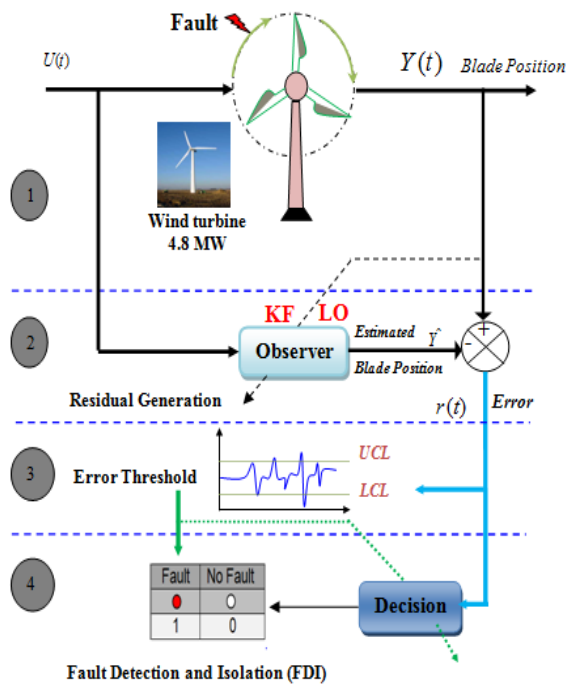 Fault
U(t)
Y(t) Blade Position
1
Wind turbine
4.8 MW
KF LO
2
Observer
Estimated Ŷ
Blade Position
+
-
Residual Generation
r(t) Error
3
Error Threshold
UCL
LCL
4
Fault No Fault
1 0
Decision
Fault Detection and Isolation (FDI)